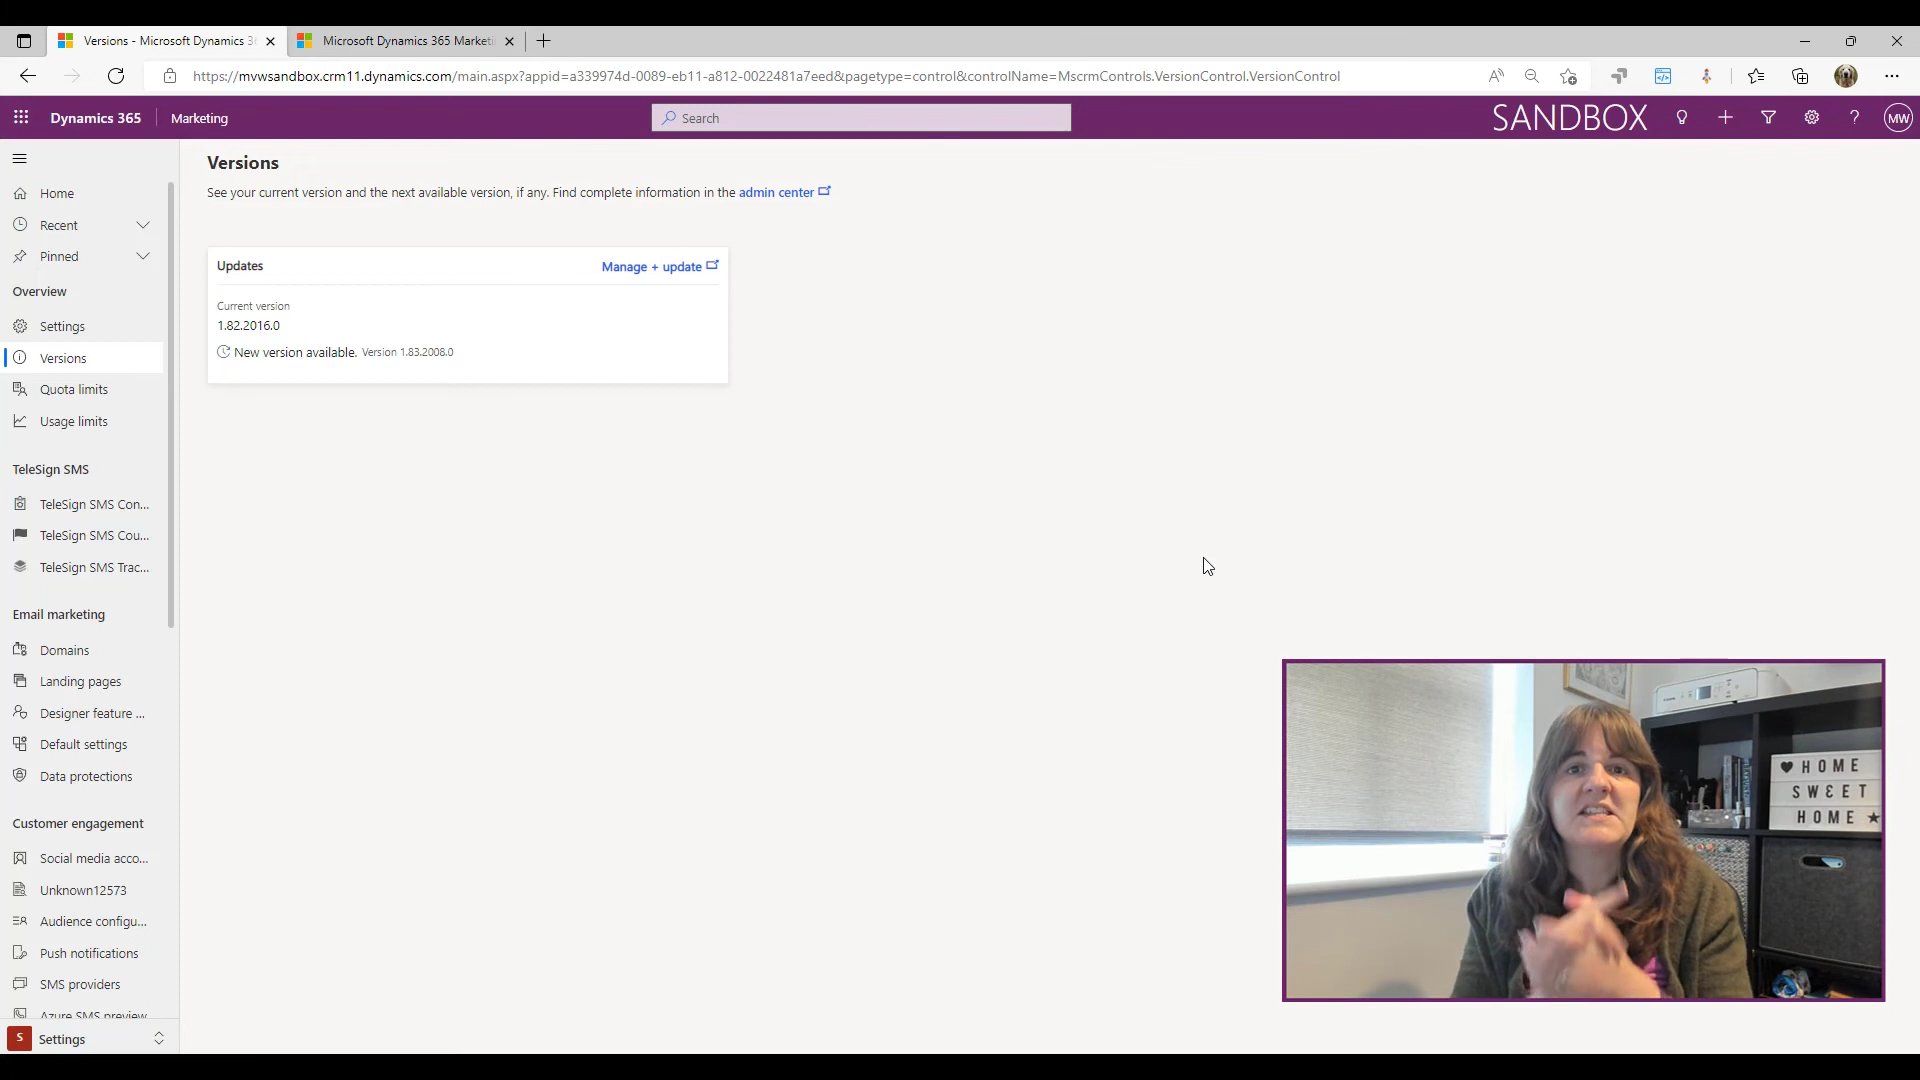 Versions - Microsoft Dynamics 3
Microsoft Dynamics 365 Marketi
https://mvwsandbox.crm11.dynamics.com/main.aspx?appid=a339974d-0089-eb11-a812-0022481a7eed&pagetype=control&controlName=MscrmControls.VersionControl.VersionControl
Dynamics 365
Marketing
Search
SANDBOX
MW
Home
Recent
Pinned
Overview
Settings
Versions
Quota limits
Usage limits
TeleSign SMS
TeleSign SMS Con...
TeleSign SMS Cou...
TeleSign SMS Trac...
Email marketing
Domains
Landing pages
Designer feature ...
Default settings
Data protections
Customer engagement
Social media acco...
Unknown12573
Audience configu...
Push notifications
SMS providers
Azure SMS preview
S
Settings
Versions
See your current version and the next available version, if any. Find complete information in the admin center
Updates
Manage + update
Current version
1.82.2016.0
New version available. Version 1.83.2008.0
♥ HOME
SWEET
HOME ★